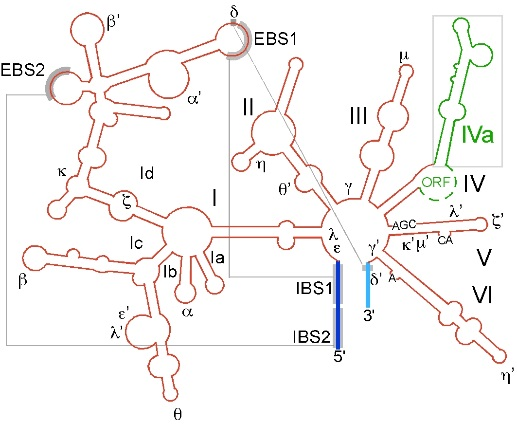 β' δ
EBS1
EBS2
α'
μ
II III
IVa
η
κ Id θ' γ ORF IV
ζ I λ'
λ AGC ζ'
ε γ' κ'μ' CA
Ic Ia V
β Ib δ' A
IBS1 VI
α 3'
ε'
λ' IBS2
5'
η'
θ